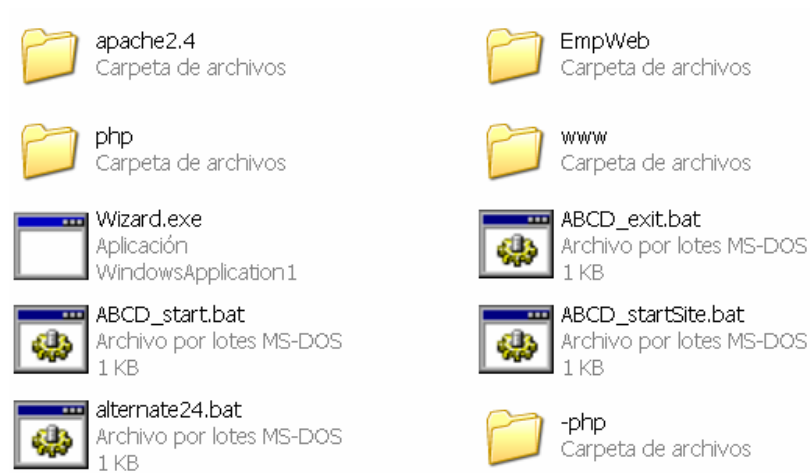 apache2.4
Carpeta de archivos
EmpWeb
Carpeta de archivos
php
Carpeta de archivos
www
Carpeta de archivos
Wizard.exe
Aplicación
WindowsApplication1
ABCD_exit.bat
Archivo por lotes MS-DOS
1 KB
ABCD_start.bat
Archivo por lotes MS-DOS
1 KB
ABCD_startSite.bat
Archivo por lotes MS-DOS
1 KB
alternate24.bat
Archivo por lotes MS-DOS
1 KB
-php
Carpeta de archivos